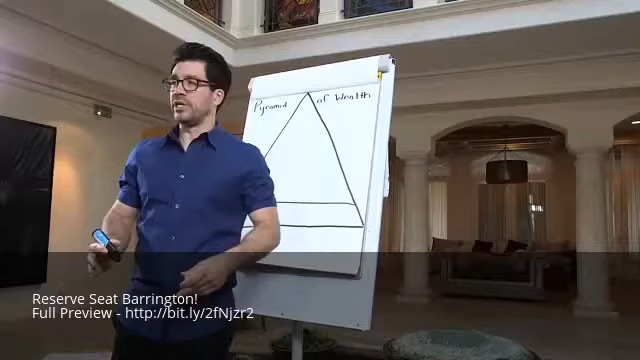 Pyramid of Wealth
Reserve Seat Barrington!
Full Preview - http://bit.ly/2fNjzr2